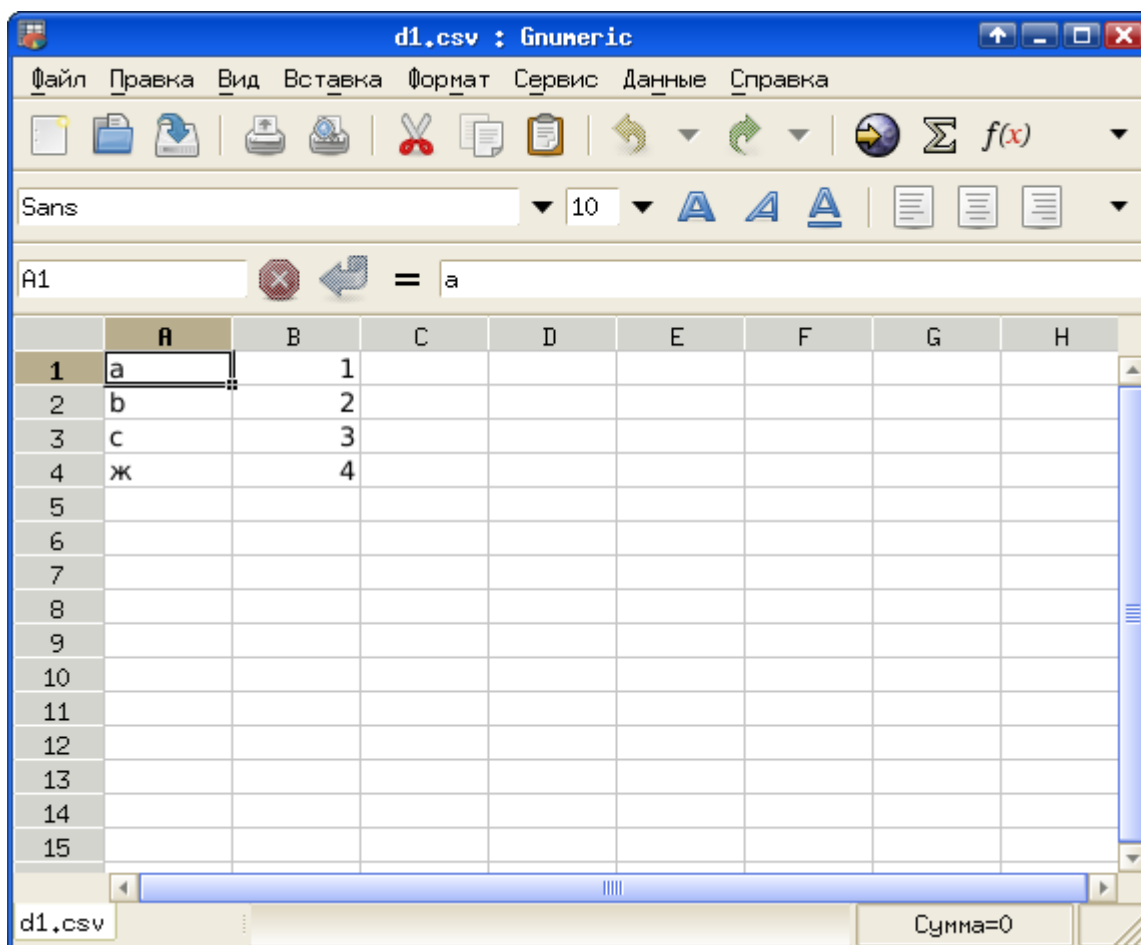 d1.csv : Gnumeric
Файл Правка Вид Вставка Формат Сервис Данные Справка
f(x)
Sans 10 A A A
A1 = a
A B C D E F G H
1 a 1
2 b 2
3 c 3
4 ж 4
5
6
7
8
9
10
11
12
13
14
15
d1.csv Сумма=0